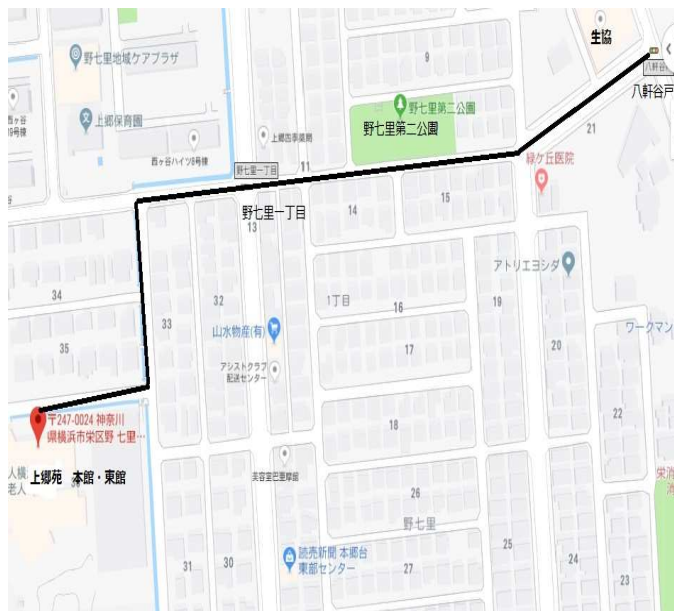 生協
八軒谷戸
9
野七里地域ケアプラザ
野七里第二公園
上郷保育園
野七里第二公園
21
上郷四季薬局
西ヶ谷ハイツ8号棟
緑ケ丘医院
11
野七里一丁目
15
野七里一丁目
14
13
アトリエヨシダ
34
32
33
1丁目
16
19
山水物産(有)
20
ワークマン
35
17
アシストクラブ
配送センター
〒247-0024 神奈川
県横浜市栄区野 七里…
18
22
上郷苑 本館・東館
老人
美容室巴里摩館
26
野七里
読売新聞 本郷台
東部センター
27
25
24
23
31
30